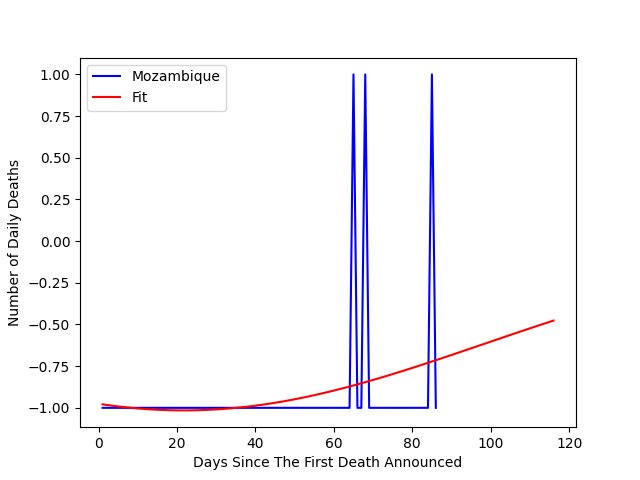 Mozambique
Fit
1.00
0.75
0.50
0.25
0.00
−0.25
−0.50
−0.75
−1.00
Number of Daily Deaths
0 20 40 60 80 100 120
Days Since The First Death Announced